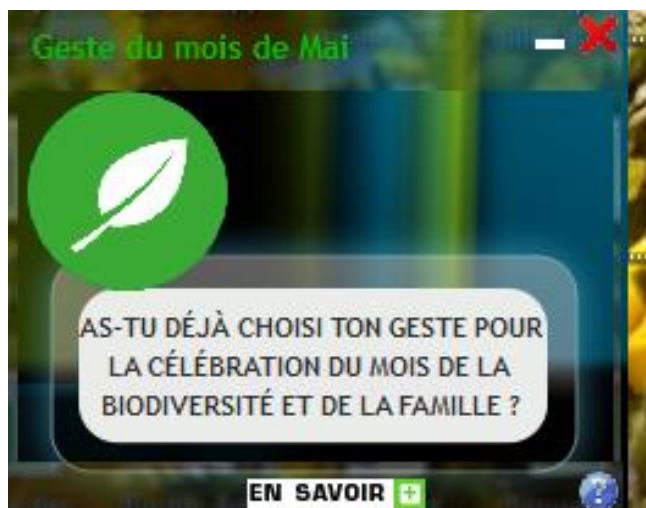 Geste du mois de Mai
AS-TU DÉJÀ CHOISI TON GESTE POUR
LA CÉLÉBRATION DU MOIS DE LA
BIODIVERSITÉ ET DE LA FAMILLE ?
EN SAVOIR +